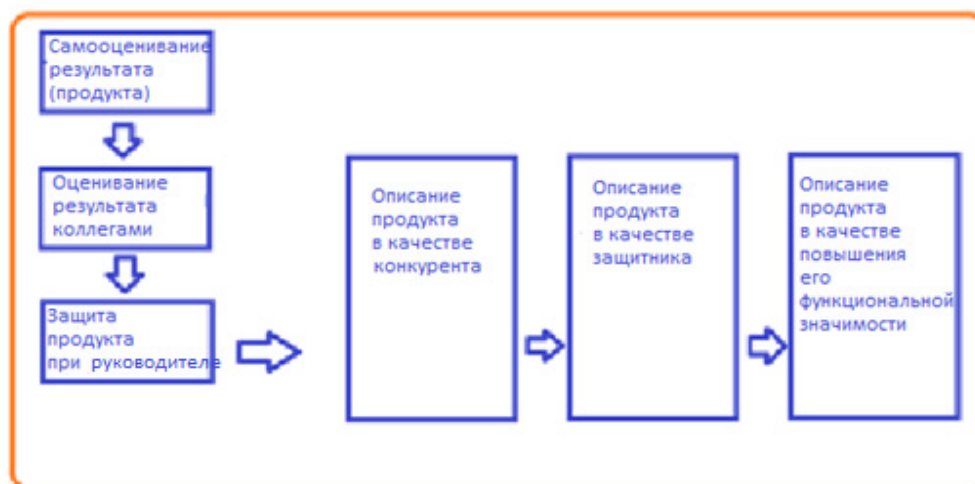 Самооценивание
результата
(продукта)
Оценивание
результата
коллегами
Защита
продукта
при руководителе
Описание
продукта
в качестве
конкурента
Описание
продукта
в качестве
защитника
Описание
продукта
в качестве
повышения
его
функциональной
значимости